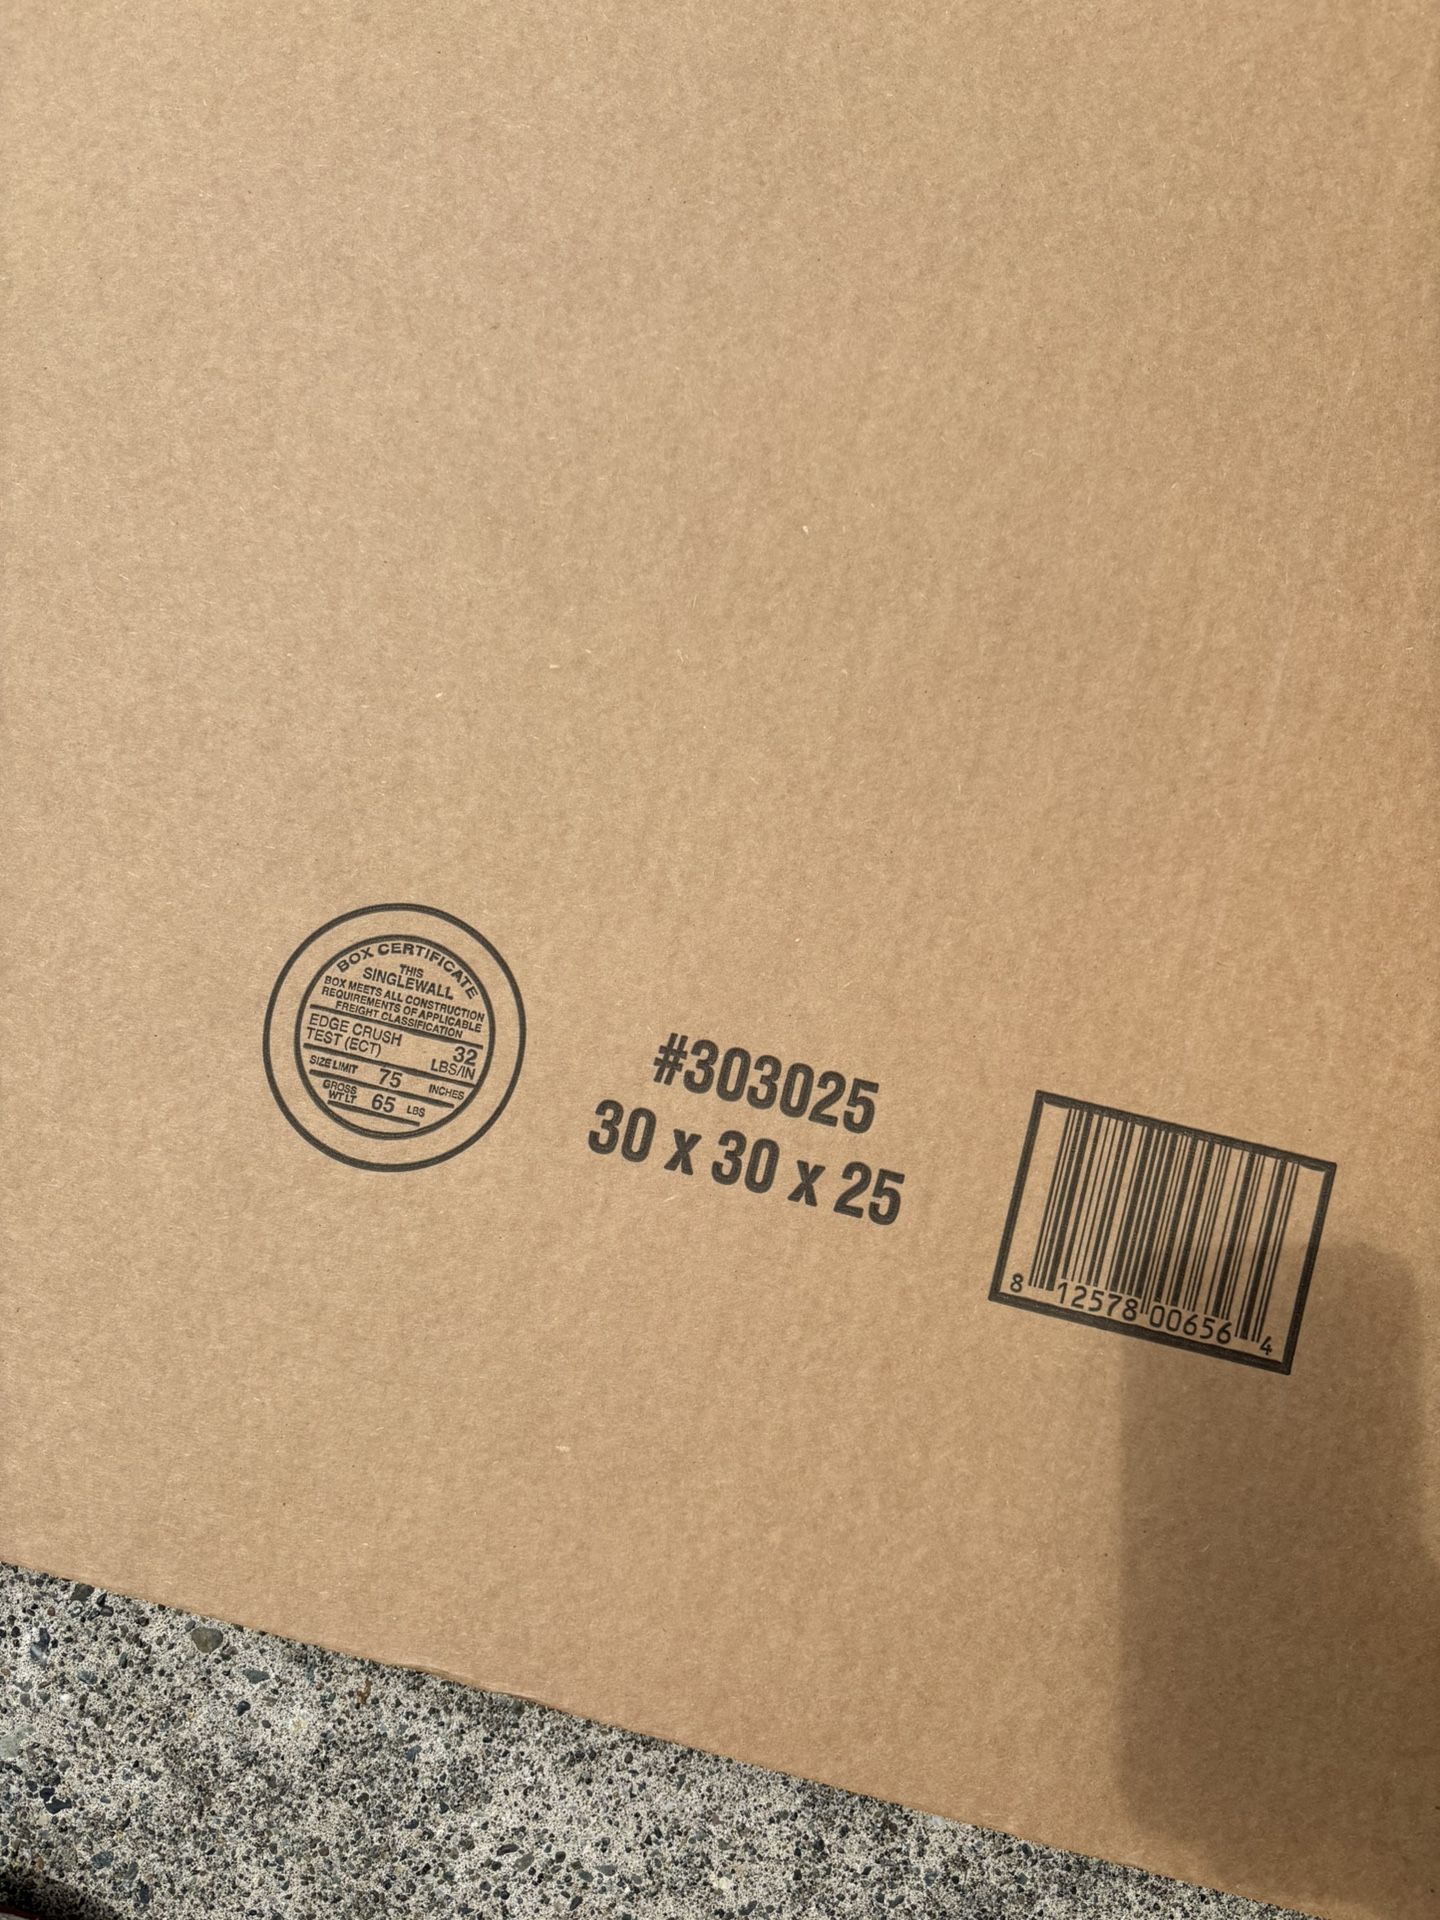 BOX CERTIFICATE
THIS
SINGLEWALL
BOX MEETS ALL CONSTRUCTION
REQUIREMENTS OF APPLICABLE
FREIGHT CLASSIFICATION
EDGE CRUSH
TEST (ECT) 32
LBS/IN
SIZE LIMIT 75 INCHES
GROSS
WT LT 65 LBS
#303025
30 x 30 x 25
8 12578 00656 4